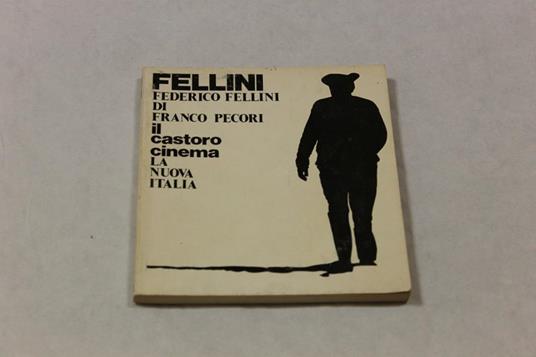 FELLINI
FEDERICO FELLINI
DI
FRANCO PECORI
il
castoro
cinema
LA
NUOVA
ITALIA